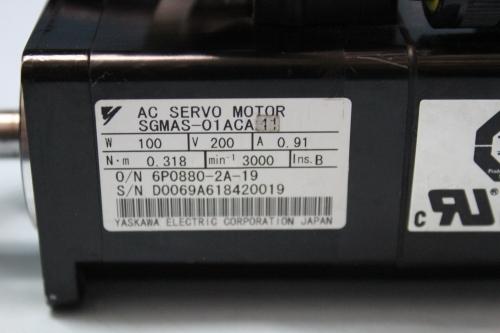 AC SERVO MOTOR
SGMAS-01ACA11
W 100 V 200 A 0.91
N·m 0.318 min⁻¹ 3000 Ins. B
O/N 6P0880-2A-19
S/N D0069A618420019
YASKAWA ELECTRIC CORPORATION JAPAN
C